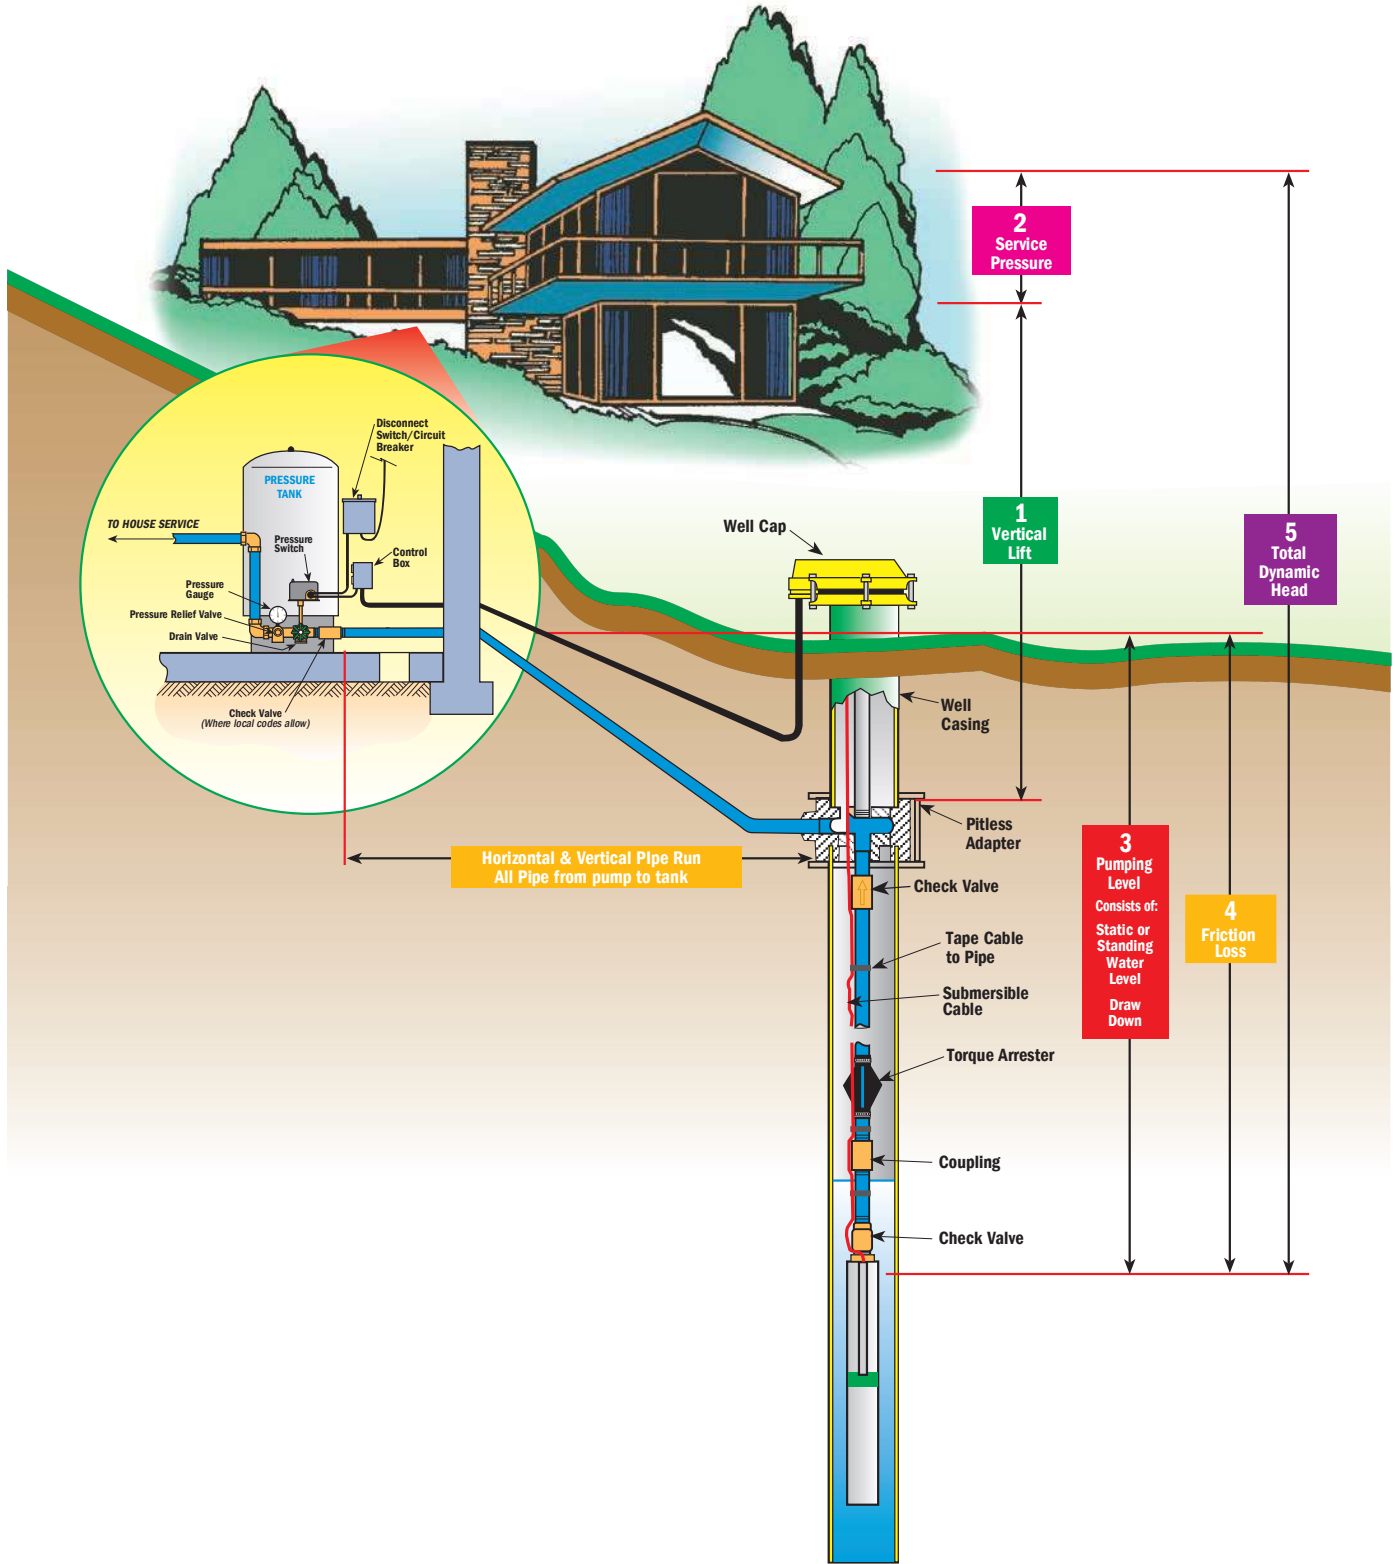 2
Service
Pressure
1
Vertical
Lift
5
Total
Dynamic
Head
Disconnect
Switch/Circuit
Breaker
PRESSURE
TANK
TO HOUSE SERVICE
Pressure
Switch
Control
Box
Pressure
Gauge
Pressure Relief Valve
Drain Valve
Check Valve
(Where local codes allow)
Well Cap
Well
Casing
Pitless
Adapter
Horizontal & Vertical PIpe Run
All Pipe from pump to tank
3
Pumping
Level
Consists of:
Static or
Standing
Water
Level
Draw
Down
4
Friction
Loss
Check Valve
Tape Cable
to Pipe
Submersible
Cable
Torque Arrester
Coupling
Check Valve